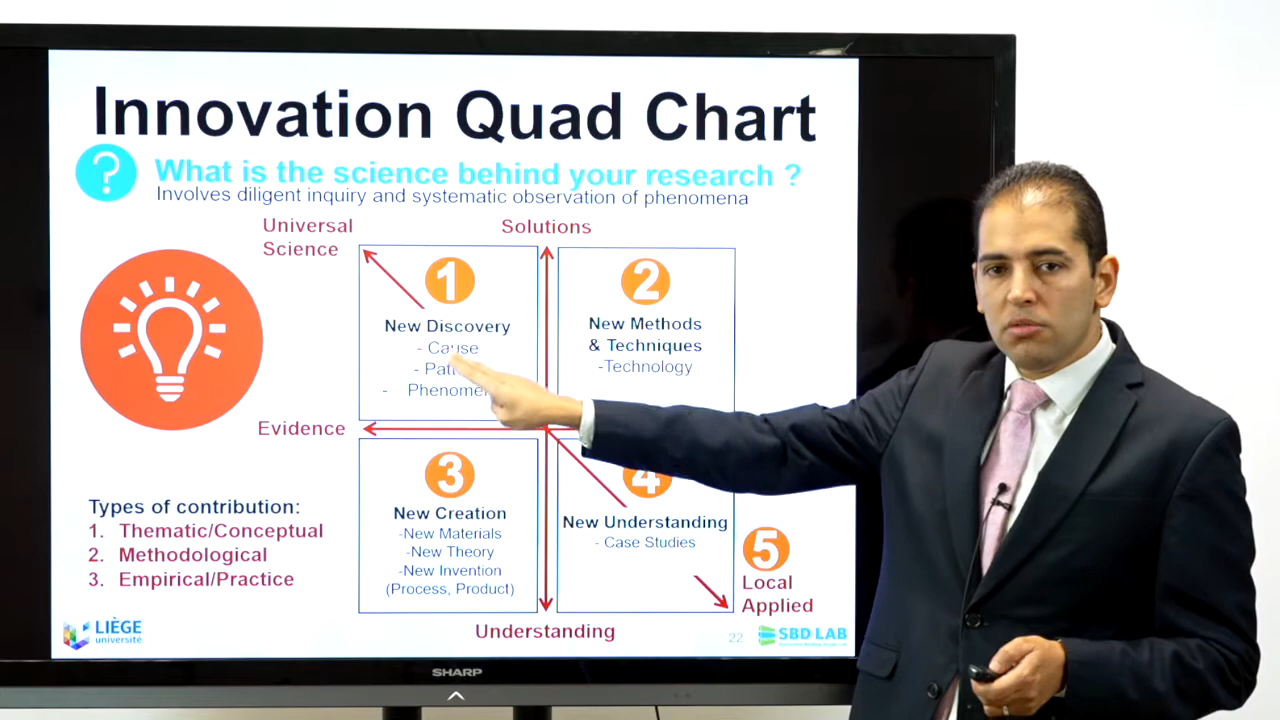 Innovation Quad Chart
?
What is the science behind your research ?
Involves diligent inquiry and systematic observation of phenomena
Universal
Science
Solutions
1
New Discovery
- Cause
-
-
2
New Methods
& Techniques
-Technology
Evidence
3
New Creation
-New Materials
-New Theory
-New Invention
(Process, Product)
4
New Understanding
- Case Studies
5
Local
Applied
Types of contribution:
1. Thematic/Conceptual
2. Methodological
3. Empirical/Practice
Understanding
LIÈGE
université
22
SBD LAB
SHARP